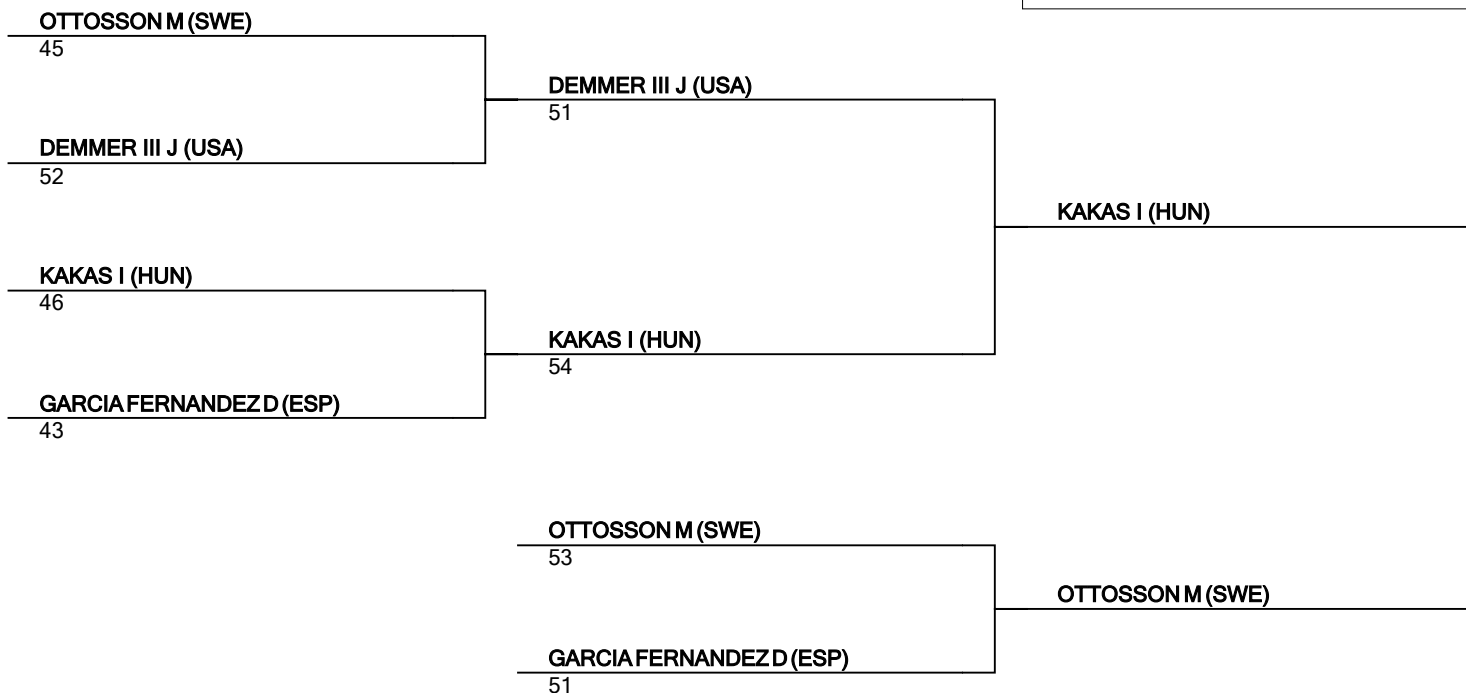 OTTOSSON M (SWE)
45
DEMMER III J (USA)
51
DEMMER III J (USA)
52
KAKAS I (HUN)
KAKAS I (HUN)
46
KAKAS I (HUN)
54
GARCIA FERNANDEZ D (ESP)
43
OTTOSSON M (SWE)
53
OTTOSSON M (SWE)
GARCIA FERNANDEZ D (ESP)
51